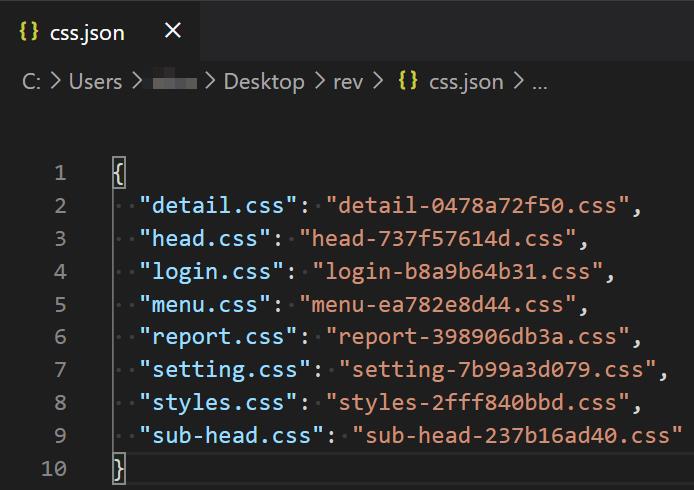 {} css.json ×
C: > Users > > Desktop > rev > {} css.json > ...
1 {
2 "detail.css": "detail-0478a72f50.css",
3 "head.css": "head-737f57614d.css",
4 "login.css": "login-b8a9b64b31.css",
5 "menu.css": "menu-ea782e8d44.css",
6 "report.css": "report-398906db3a.css",
7 "setting.css": "setting-7b99a3d079.css",
8 "styles.css": "styles-2fff840bbd.css",
9 "sub-head.css": "sub-head-237b16ad40.css"
10 }